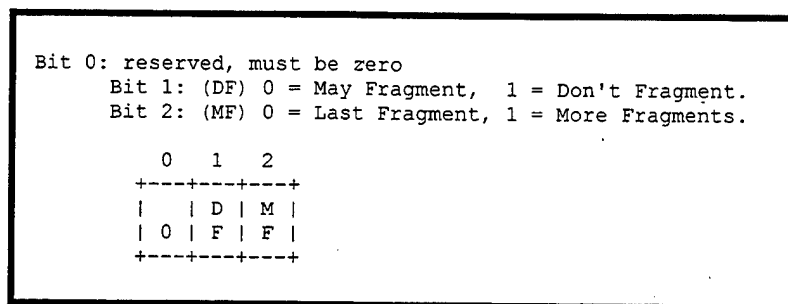 Bit 0: reserved, must be zero
Bit 1: (DF) 0 = May Fragment, 1 = Don't Fragment.
Bit 2: (MF) 0 = Last Fragment, 1 = More Fragments.
0 1 2
+---+---+---+
| | D | M |
| 0 | F | F |
+---+---+---+